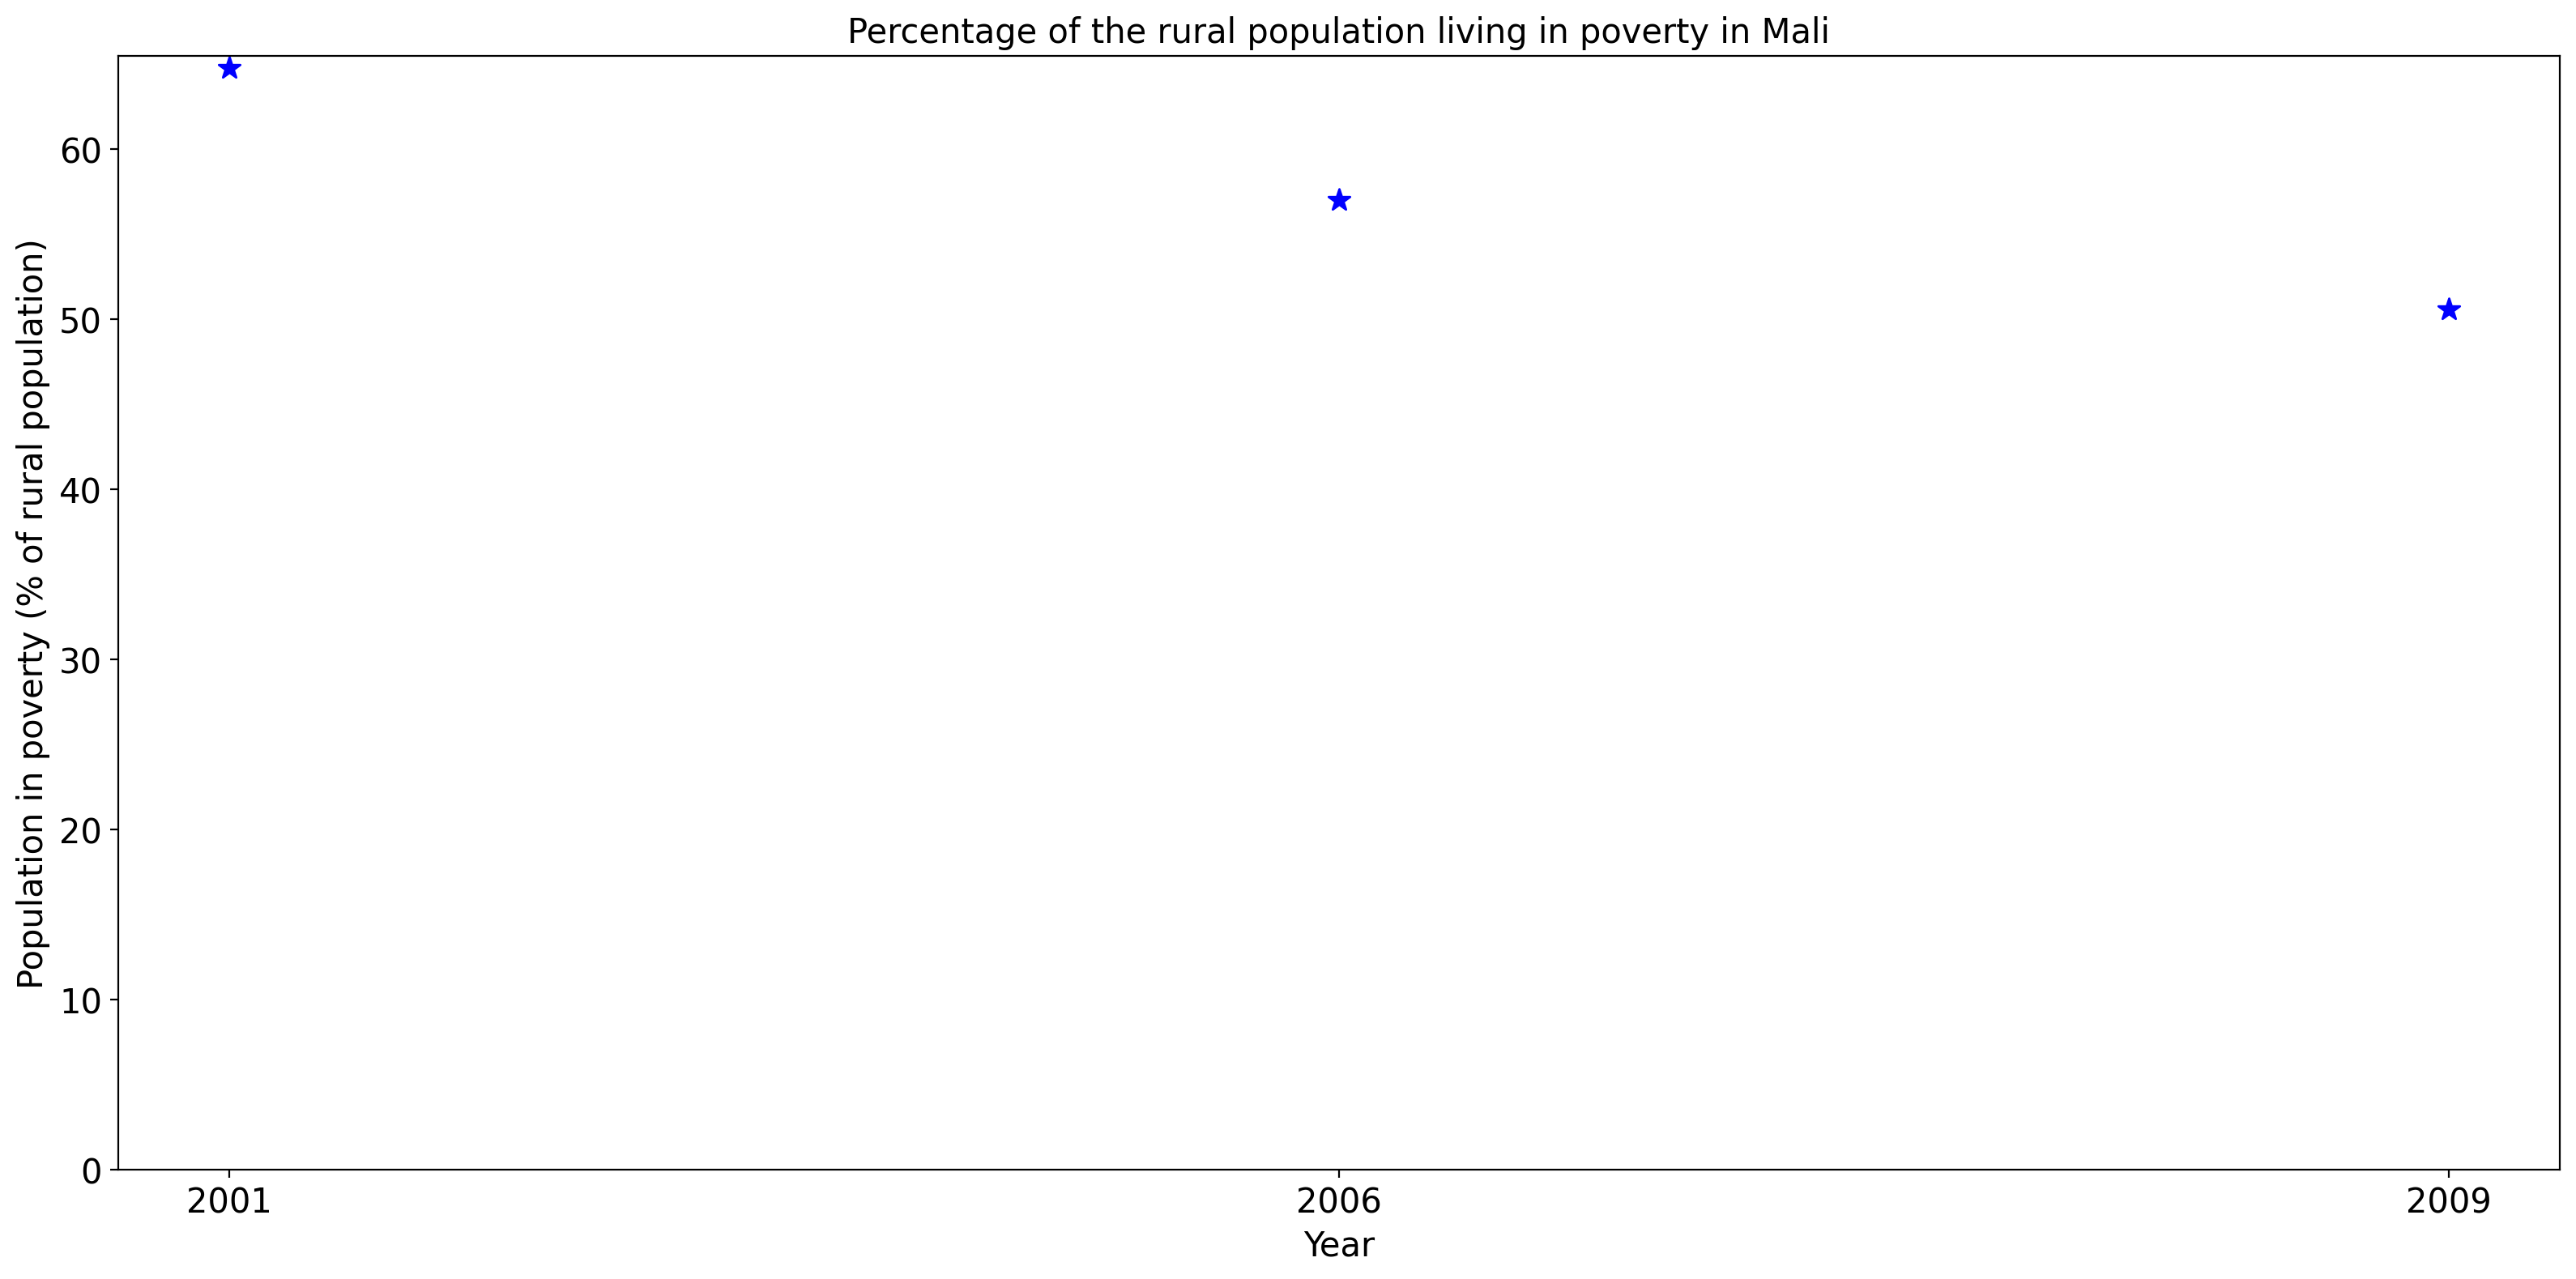 Percentage of the rural population living in poverty in Mali
Population in poverty (% of rural population)
60
50
40
30
20
10
0
2001 2006 2009
Year